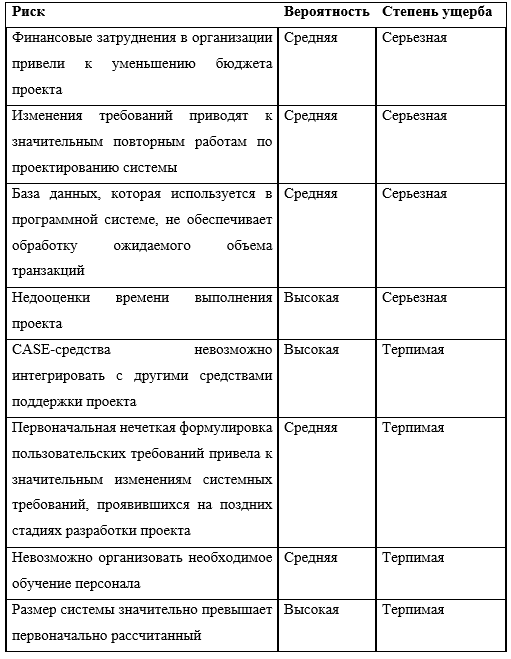 Риск Вероятность Степень ущерба
Финансовые затруднения в организации Средняя Серьезная
привели к уменьшению бюджета
проекта
Изменения требований приводят к Средняя Серьезная
значительным повторным работам по
проектированию системы
База данных, которая используется в Средняя Серьезная
программной системе, не обеспечивает
обработку ожидаемого объема
транзакций
Недооценки времени выполнения Высокая Серьезная
проекта
CASE-средства невозможно Высокая Терпимая
интегрировать с другими средствами
поддержки проекта
Первоначальная нечеткая формулировка Средняя Терпимая
пользовательских требований привела к
значительным изменениям системных
требований, проявившихся на поздних
стадиях разработки проекта
Невозможно организовать необходимое Средняя Терпимая
обучение персонала
Размер системы значительно превышает Высокая Терпимая
первоначально рассчитанный